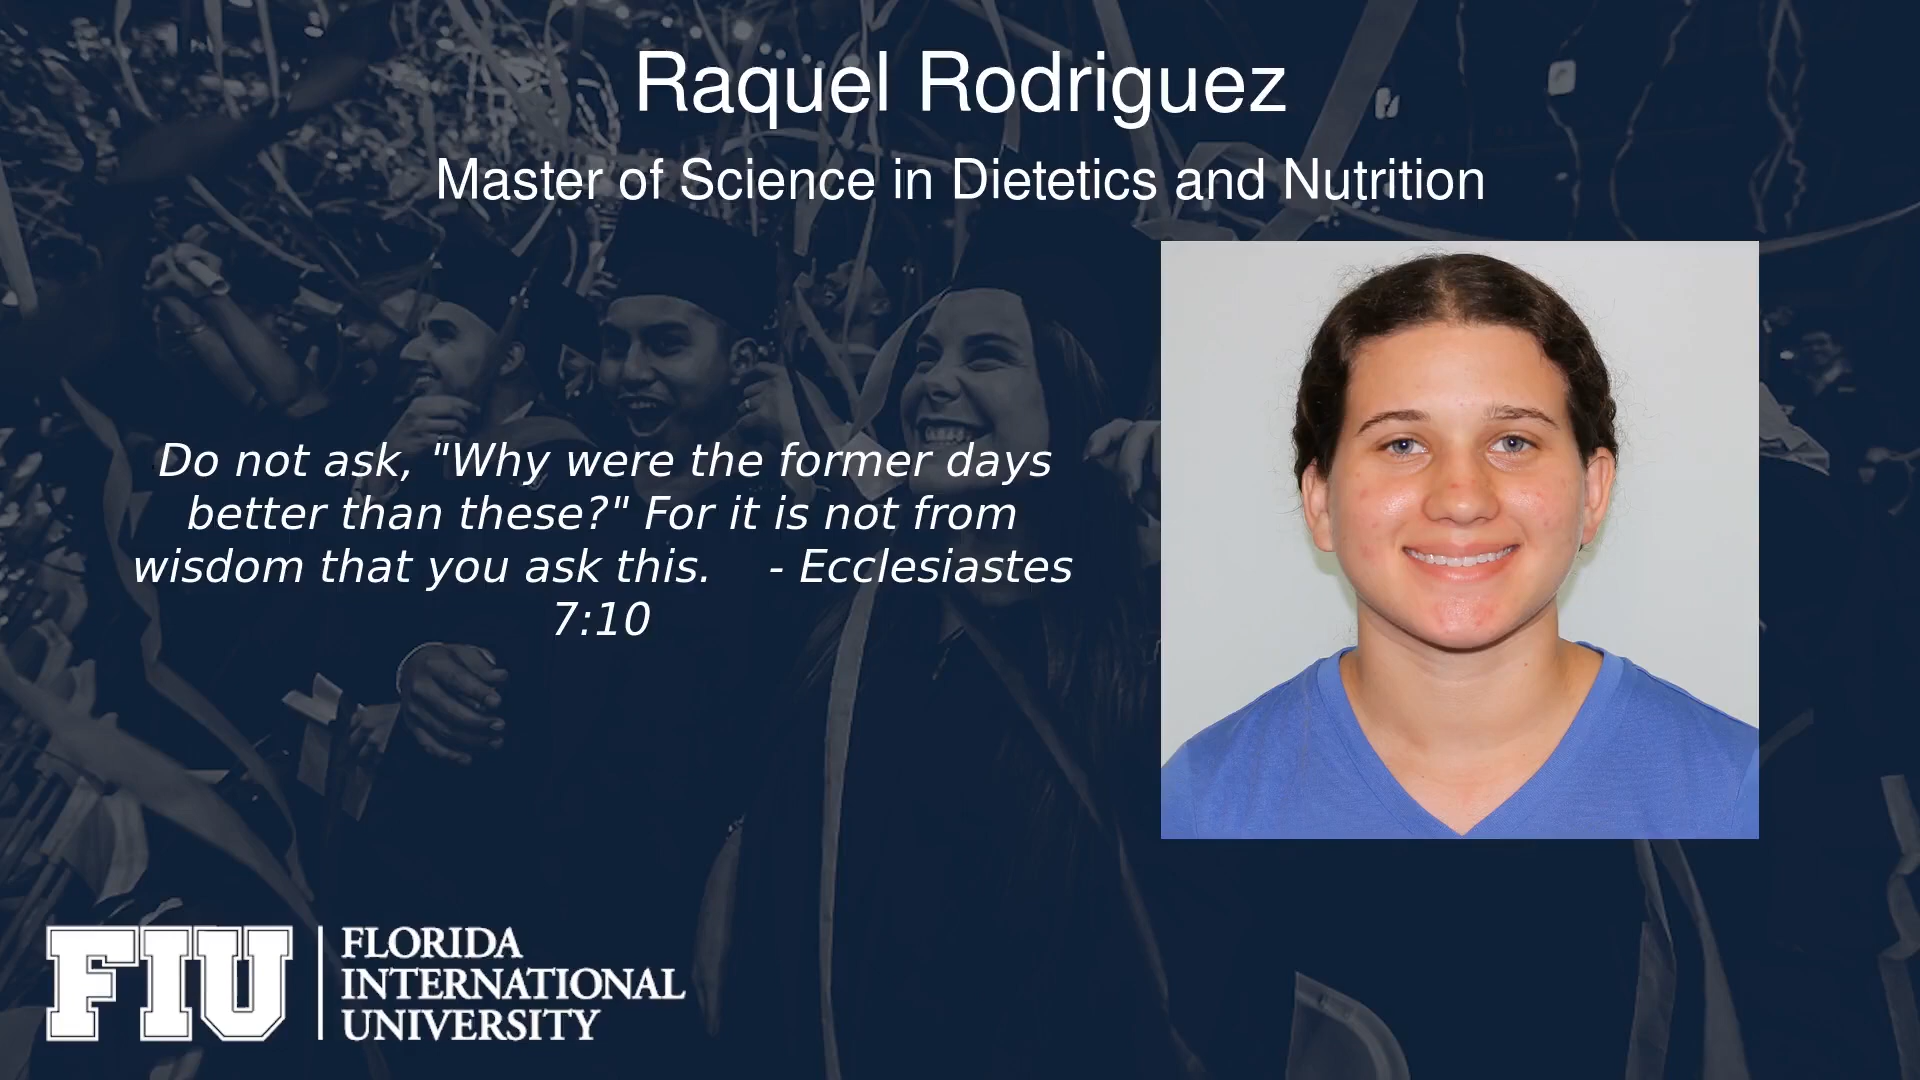 Raquel Rodriguez
Master of Science in Dietetics and Nutrition
Do not ask, "Why were the former days
better than these?" For it is not from
wisdom that you ask this.    - Ecclesiastes
7:10
FIU
FLORIDA
INTERNATIONAL
UNIVERSITY